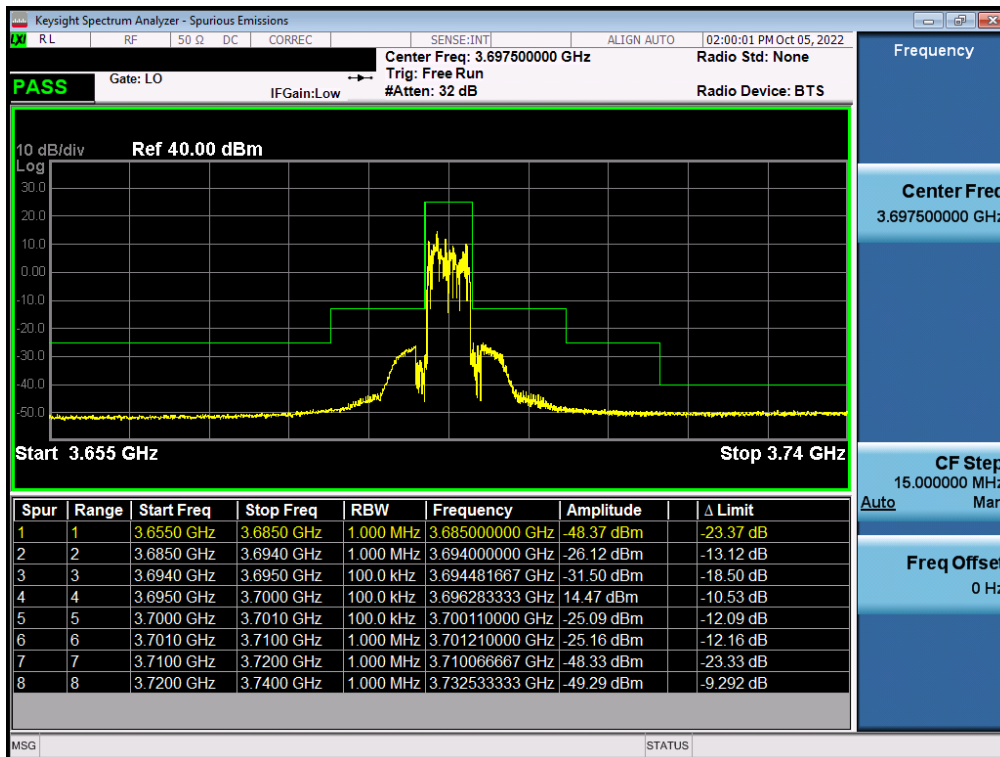 Keysight Spectrum Analyzer - Spurious Emissions
LXI RL RF 50 Ω DC CORREC SENSE:INT ALIGN AUTO 02:00:01 PM Oct 05, 2022
Center Freq: 3.697500000 GHz Radio Std: None
PASS Gate: LO Trig: Free Run
IFGain:Low #Atten: 32 dB Radio Device: BTS
10 dB/div Ref 40.00 dBm
Log
30.0
20.0
10.0
0.00
-10.0
-20.0
-30.0
-40.0
-50.0
Start 3.655 GHz Stop 3.74 GHz
Spur Range Start Freq Stop Freq RBW Frequency Amplitude Δ Limit
1 1 3.6550 GHz 3.6850 GHz 1.000 MHz 3.685000000 GHz -48.37 dBm -23.37 dB
2 2 3.6850 GHz 3.6940 GHz 1.000 MHz 3.694000000 GHz -26.12 dBm -13.12 dB
3 3 3.6940 GHz 3.6950 GHz 100.0 kHz 3.694481667 GHz -31.50 dBm -18.50 dB
4 4 3.6950 GHz 3.7000 GHz 100.0 kHz 3.696283333 GHz 14.47 dBm -10.53 dB
5 5 3.7000 GHz 3.7010 GHz 100.0 kHz 3.700110000 GHz -25.09 dBm -12.09 dB
6 6 3.7010 GHz 3.7100 GHz 1.000 MHz 3.701210000 GHz -25.16 dBm -12.16 dB
7 7 3.7100 GHz 3.7200 GHz 1.000 MHz 3.710066667 GHz -48.33 dBm -23.33 dB
8 8 3.7200 GHz 3.7400 GHz 1.000 MHz 3.732533333 GHz -49.29 dBm -9.292 dB
MSG STATUS
Frequency
Center Freq
3.697500000 GHz
CF Step
15.000000 MHz
Auto Man
Freq Offset
0 Hz